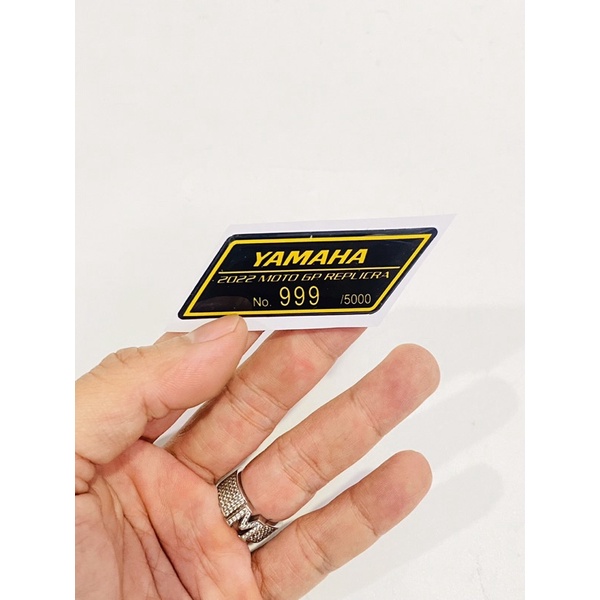 YAMAHA
2022 MOTO GP REPLICRA
No. 999 /5000
M